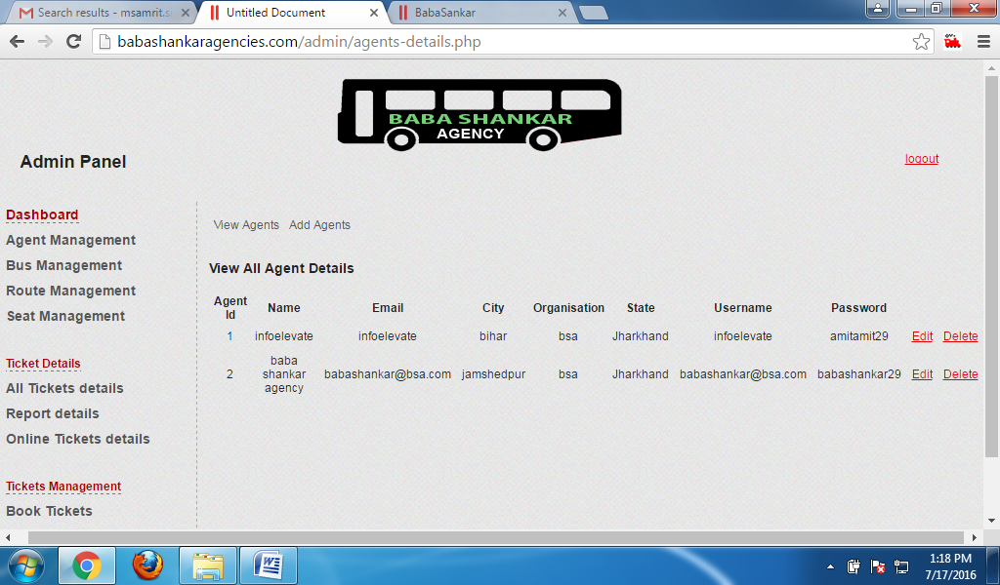 Search results - msamrit.s
Untitled Document
BabaSankar
babashankaragencies.com/admin/agents-details.php
BABA SHANKAR
AGENCY
Admin Panel
logout
Dashboard
Agent Management
Bus Management
Route Management
Seat Management
Ticket Details
All Tickets details
Report details
Online Tickets details
Tickets Management
Book Tickets
View Agents Add Agents
View All Agent Details
Agent Id Name Email City Organisation State Username Password
1 infoelevate infoelevate bihar bsa Jharkhand infoelevate amitamit29 Edit Delete
2 baba shankar agency babashankar@bsa.com jamshedpur bsa Jharkhand babashankar@bsa.com babashankar29 Edit Delete
1:18 PM
7/17/2016